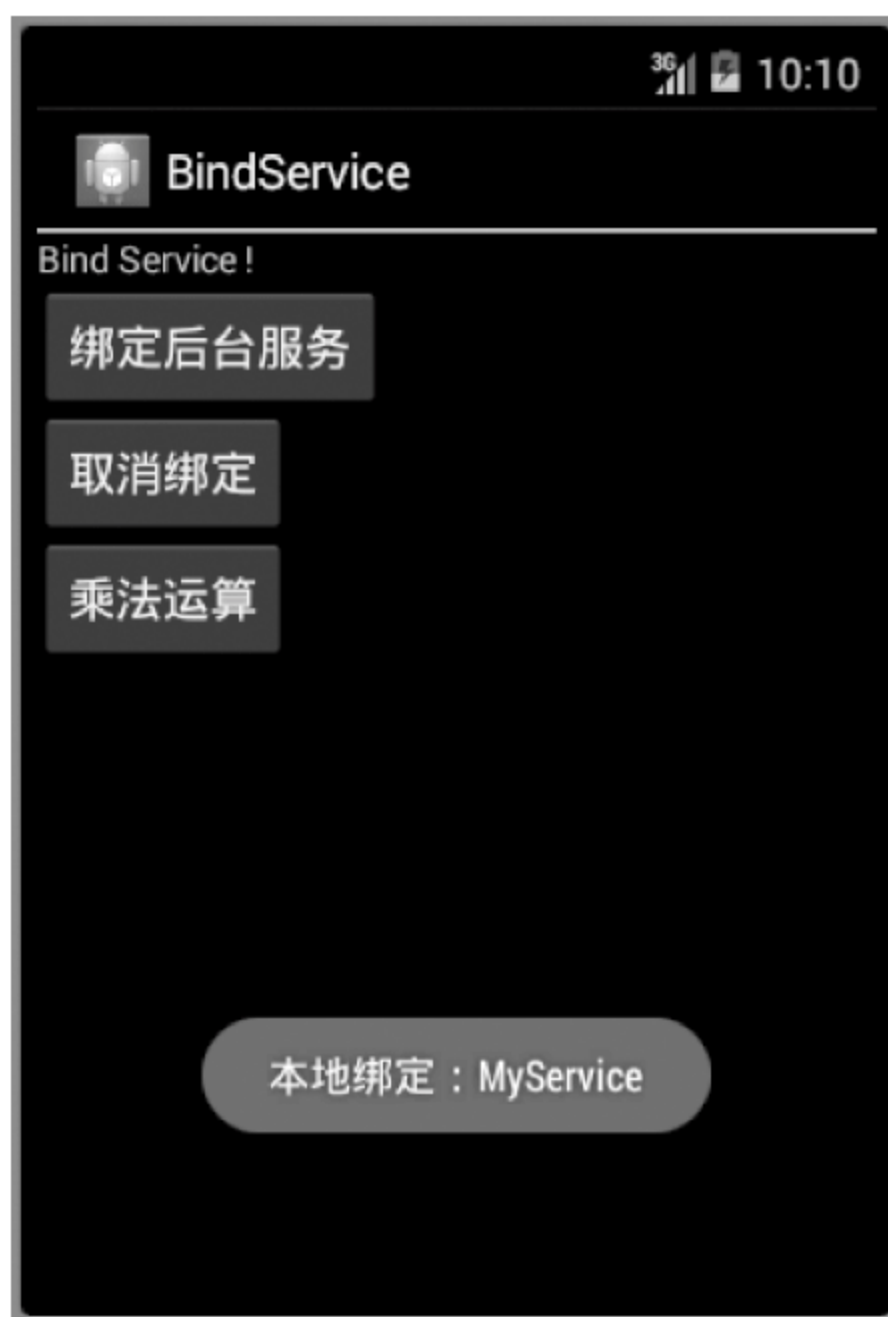 3G 10:10
BindService
Bind Service !
绑定后台服务
取消绑定
乘法运算
本地绑定：MyService